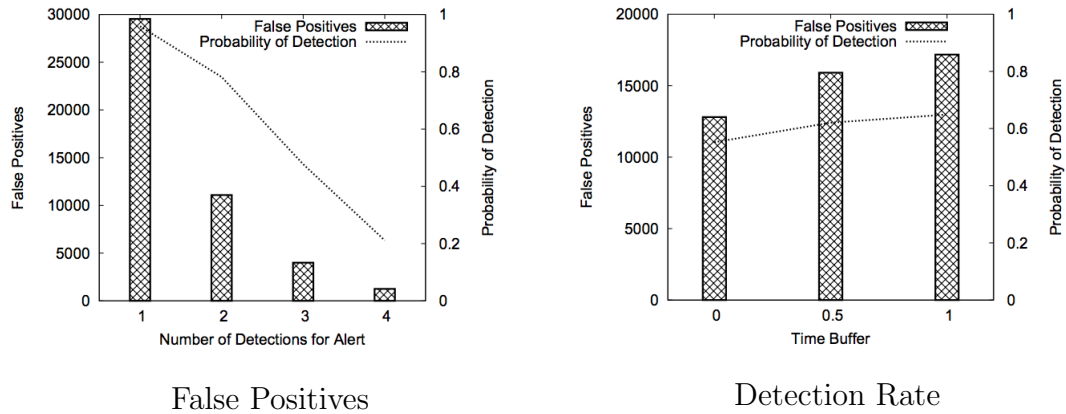 False Positives
Probability of Detection
30000
25000
20000
15000
10000
5000
0
1
0.8
0.6
0.4
0.2
0
False Positives
Probability of Detection
1 2 3 4
Number of Detections for Alert
False Positives
False Positives
Probability of Detection
20000
15000
10000
5000
0
1
0.8
0.6
0.4
0.2
0
False Positives
Probability of Detection
0 0.5 1
Time Buffer
Detection Rate